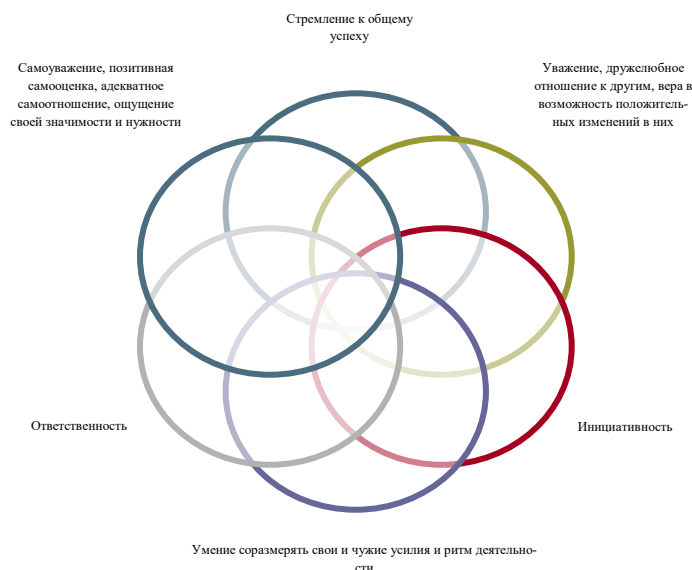 Стремление к общему
успеху
Самоуважение, позитивная
самооценка, адекватное
самоотношение, ощущение
своей значимости и нужности
Уважение, дружелюбное
отношение к другим, вера в
возможность положитель-
ных изменений в них
Ответственность
Инициативность
Умение соразмерять свои и чужие усилия и ритм деятельно-
сти